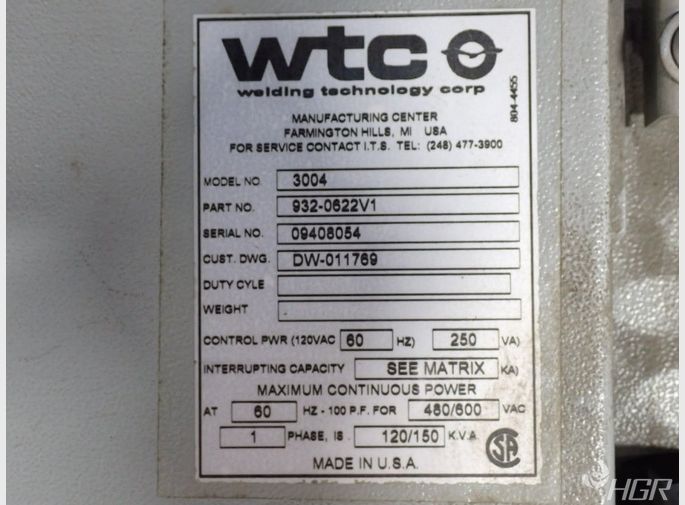 wtc
welding technology corp
804-4455
MANUFACTURING CENTER
FARMINGTON HILLS, MI USA
FOR SERVICE CONTACT I.T.S. TEL: (248) 477-3900
MODEL NO. 3004
PART NO. 932-0622V1
SERIAL NO. 09408054
CUST. DWG. DW-011769
DUTY CYLE
WEIGHT
CONTROL PWR (120VAC 60 HZ) 250 VA)
INTERRUPTING CAPACITY SEE MATRIX KA)
MAXIMUM CONTINUOUS POWER
AT 60 HZ - 100 P.F. FOR 480/600 VAC
1 PHASE, IS 120/150 K.V.A.
MADE IN U.S.A.
SA
HGR